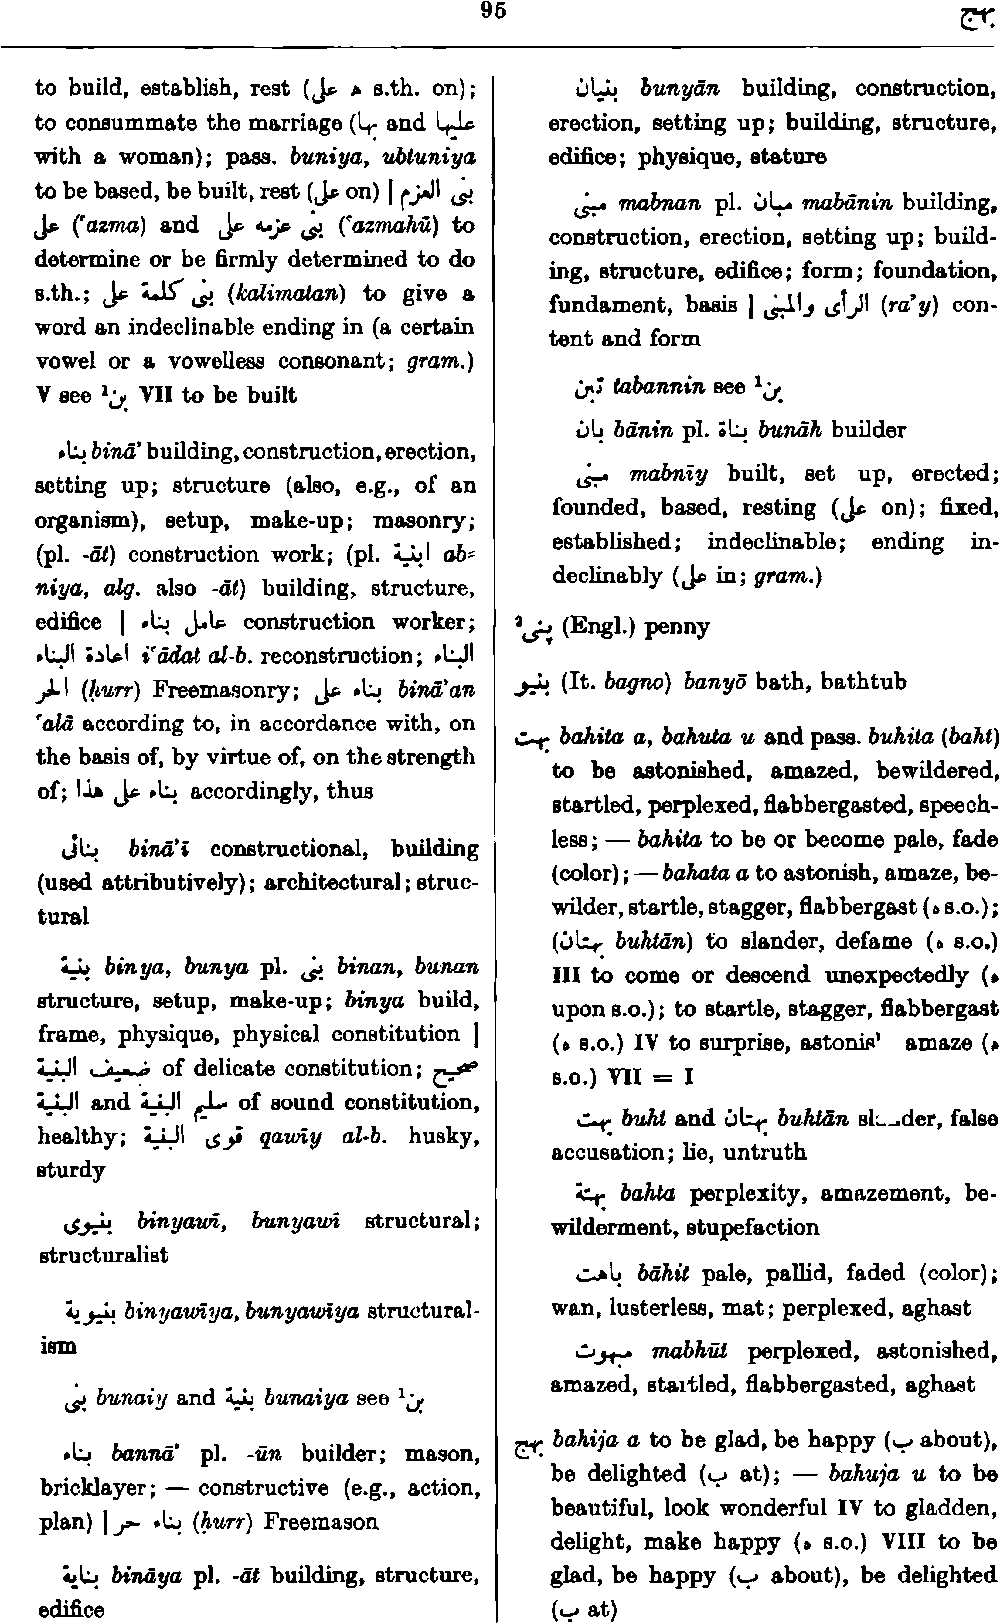 95
بهج
to build, establish, rest (على ه s.th. on);
to consummate the marriage (بها and عليها
with a woman); pass. buniya, ubtuniya
to be based, be built, rest (على on) | بنى العزم
على (ʿazma) and بنى عزمه على (ʿazmahū) to
determine or be firmly determined to do
s.th.; بنى كلمة على (kalimatan) to give a
word an indeclinable ending in (a certain
vowel or a vowelless consonant; gram.)
V see بن¹ VII to be built
بناء binā’ building, construction, erection,
setting up; structure (also, e.g., of an
organism), setup, make-up; masonry;
(pl. -āt) construction work; (pl. ابنية ab=
niya, alg. also -āt) building, structure,
edifice | عامل بناء construction worker;
اعادة البناء iʿādat al-b. reconstruction; البناء
الحر (ḥurr) Freemasonry; بناء على binā’an
ʿalā according to, in accordance with, on
the basis of, by virtue of, on the strength
of; بناء على هذا accordingly, thus
بنائى binā’ī constructional, building
(used attributively); architectural; struc-
tural
بنية binya, bunya pl. بنى binan, bunan
structure, setup, make-up; binya build,
frame, physique, physical constitution |
ضعيف البنية of delicate constitution; صحيح
البنية and سليم البنية of sound constitution,
healthy; قوى البنية qawīy al-b. husky,
sturdy
بنيوى binyawī, bunyawī structural;
structuralist
بنيوية binyawīya, bunyawīya structural-
ism
بنى bunaiy and بنية bunaiya see بن¹
بناء bannā’ pl. -ūn builder; mason,
bricklayer; — constructive (e.g., action,
plan) | بناء حر (ḥurr) Freemason
بناية bināya pl. -āt building, structure,
edifice
بنيان bunyān building, construction,
erection, setting up; building, structure,
edifice; physique, stature
مبنى mabnan pl. مبان mabānin building,
construction, erection, setting up; build-
ing, structure, edifice; form; foundation,
fundament, basis | الرأى والمبنى (ra’y) con-
tent and form
تبن tabannin see بن¹
بان bānin pl. بناة bunāh builder
مبنى mabnīy built, set up, erected;
founded, based, resting (على on); fixed,
established; indeclinable; ending in-
declinably (على in; gram.)
بنى² (Engl.) penny
بنيو (It. bagno) banyō bath, bathtub
بهت bahita a, bahuta u and pass. buhita (baht)
to be astonished, amazed, bewildered,
startled, perplexed, flabbergasted, speech-
less; — bahita to be or become pale, fade
(color); — bahata a to astonish, amaze, be-
wilder, startle, stagger, flabbergast (ه s.o.);
(بهتان buhtān) to slander, defame (ه s.o.)
III to come or descend unexpectedly (ه
upon s.o.); to startle, stagger, flabbergast
(ه s.o.) IV to surprise, astonis' amaze (ه
s.o.) VII = I
بهت buht and بهتان buhtān sl der, false
accusation; lie, untruth
بهتة bahta perplexity, amazement, be-
wilderment, stupefaction
باهت bāhit pale, pallid, faded (color);
wan, lusterless, mat; perplexed, aghast
مبهوت mabhūt perplexed, astonished,
amazed, startled, flabbergasted, aghast
بهج bahija a to be glad, be happy (ب about),
be delighted (ب at); — bahuja u to be
beautiful, look wonderful IV to gladden,
delight, make happy (ه s.o.) VIII to be
glad, be happy (ب about), be delighted
(ب at)